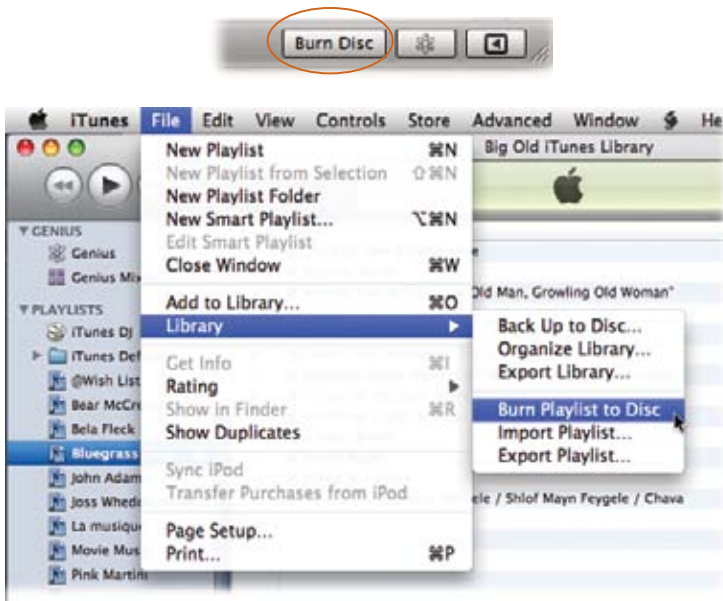 Burn Disc
iTunes File Edit View Controls Store Advanced Window He
Big Old iTunes Library
New Playlist ⌘N
New Playlist from Selection ⇧⌘N
New Playlist Folder
New Smart Playlist... ⌥⌘N
Edit Smart Playlist
Close Window ⌘W
Add to Library... ⌘O
Library
Get Info ⌘I
Rating
Show in Finder ⌘R
Show Duplicates
Sync iPod
Transfer Purchases from iPod
Page Setup...
Print... ⌘P
Back Up to Disc...
Organize Library...
Export Library...
Burn Playlist to Disc
Import Playlist...
Export Playlist...
GENIUS
Genius
Genius Mix
PLAYLISTS
iTunes DJ
iTunes Def
@Wish List
Bear McCre
Bela Fleck
Bluegrass
John Adam
Joss Whed
La musiqu
Movie Mus
Pink Martini
Old Man, Growling Old Woman"
ele / Shlof Mayn Feygele / Chava